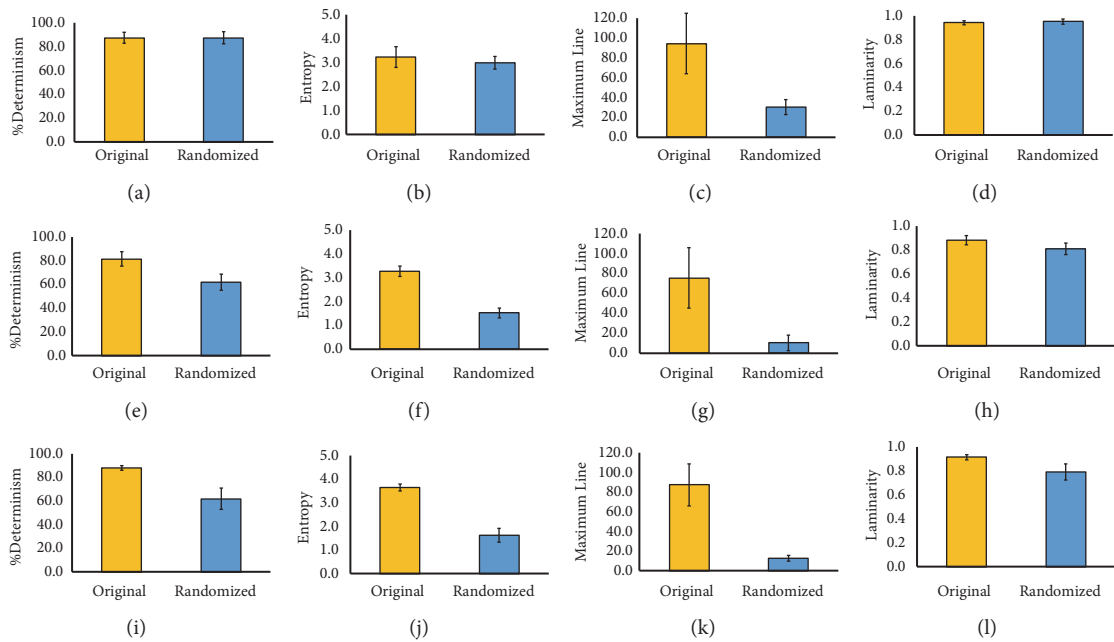 %Determinism
100.0
80.0
60.0
40.0
20.0
0.0
Original Randomized
(a)
Entropy
5.0
4.0
3.0
2.0
1.0
0.0
Original Randomized
(b)
Maximum Line
120.0
100.0
80.0
60.0
40.0
20.0
0.0
Original Randomized
(c)
Laminarity
1.0
0.8
0.6
0.4
0.2
0.0
Original Randomized
(d)
%Determinism
100.0
80.0
60.0
40.0
20.0
0.0
Original Randomized
(e)
Entropy
5.0
4.0
3.0
2.0
1.0
0.0
Original Randomized
(f)
Maximum Line
120.0
100.0
80.0
60.0
40.0
20.0
0.0
Original Randomized
(g)
Laminarity
1.0
0.8
0.6
0.4
0.2
0.0
Original Randomized
(h)
%Determinism
100.0
80.0
60.0
40.0
20.0
0.0
Original Randomized
(i)
Entropy
5.0
4.0
3.0
2.0
1.0
0.0
Original Randomized
(j)
Maximum Line
120.0
100.0
80.0
60.0
40.0
20.0
0.0
Original Randomized
(k)
Laminarity
1.0
0.8
0.6
0.4
0.2
0.0
Original Randomized
(l)